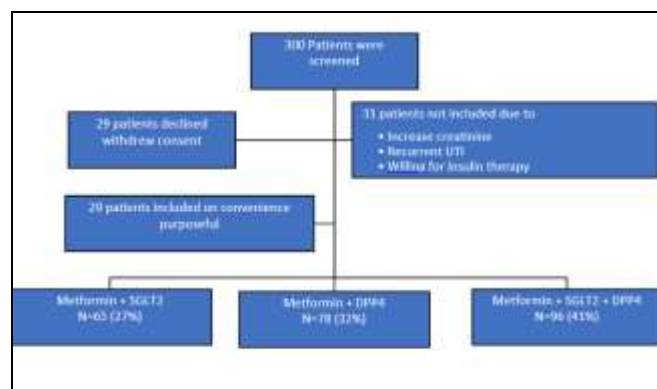 300 Patients were
screened
29 patients declined
withdrew consent
31 patients not included due to
• Increase creatinine
• Recurrent UTI
• Willina for insulin therapy
29 patients included on convenience
purposeful
Metformin + SGLT2
N=65 (27%)
Metformin + DPP4
N=78 (32%)
Metformin + SGLT2 + DPP4
N=96 (41%)